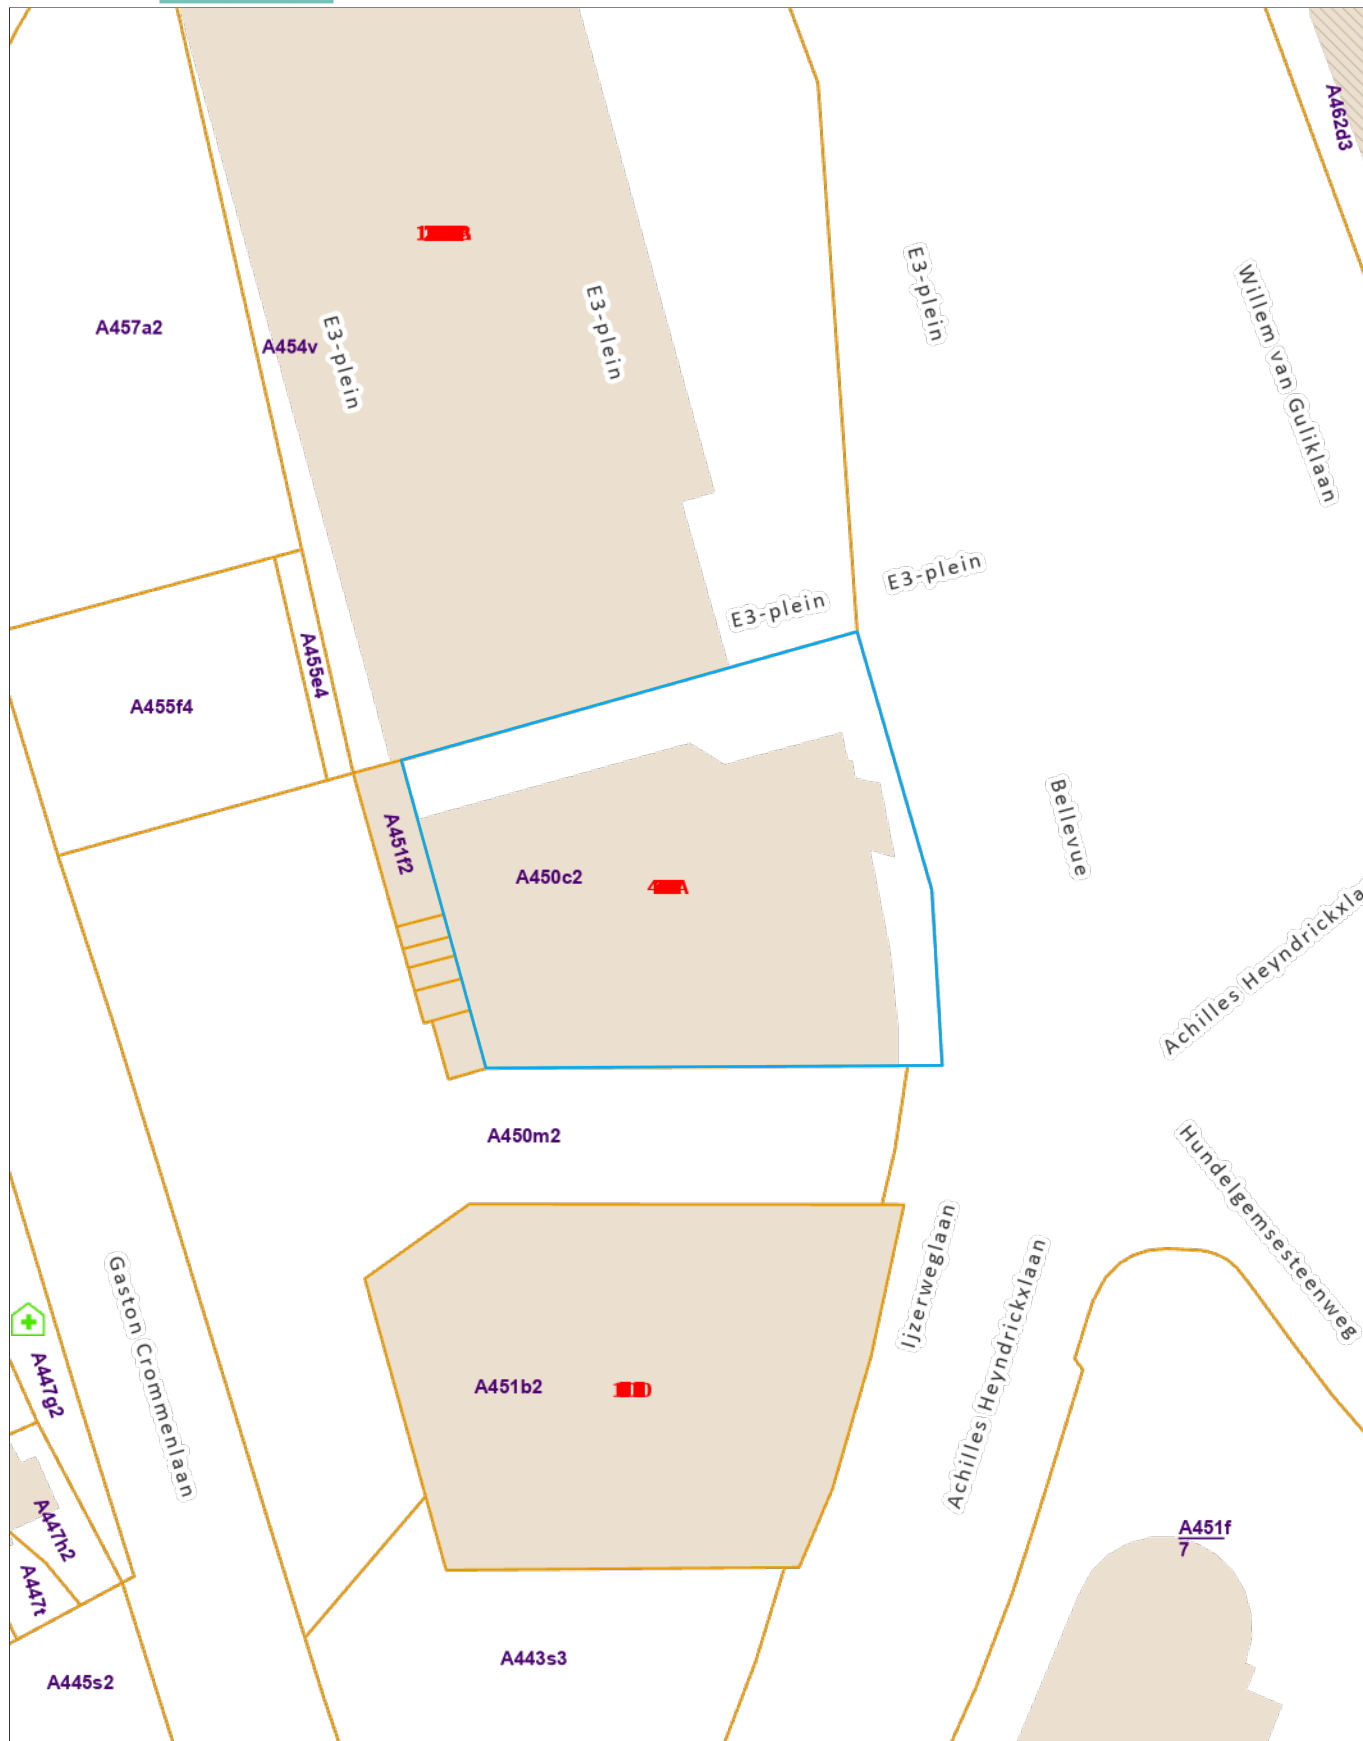 A462d3
E3-plein
Willem van Guliklaan
E3-plein
E3-plein
A457a2
A454v
E3-plein
E3-plein
E3-plein
A455e4
A455f4
Bellevue
A451f2
A450c2
Achilles Heyndrickxla
A450m2
Hundelgemsesteenweg
Ijzerweglaan
Achilles Heyndrickxlaan
Gaston Crommenlaan
A447g2
A451b2
A447h2
A451f
7
A447t
A443s3
A445s2